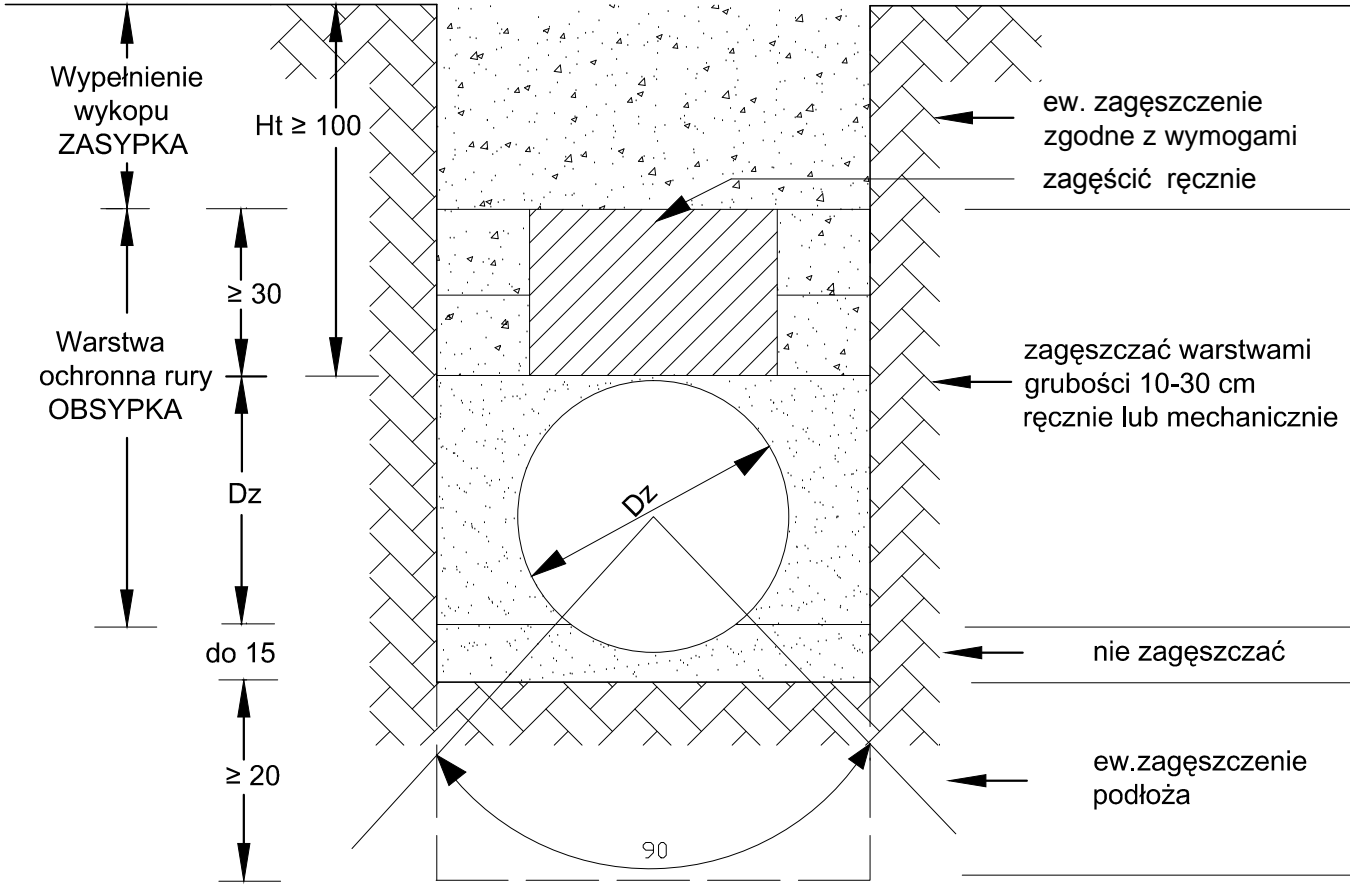 Wypełnienie
wykopu
ZASYPKA
Ht ≥ 100
ew. zagęszczenie
zgodne z wymogami
zagęścić ręcznie
≥ 30
Warstwa
ochronna rury
OBSYPKA
zagęszczać warstwami
grubości 10-30 cm
ręcznie lub mechanicznie
Dz
Dz
do 15
nie zagęszczać
≥ 20
ew.zagęszczenie
podłoża
90